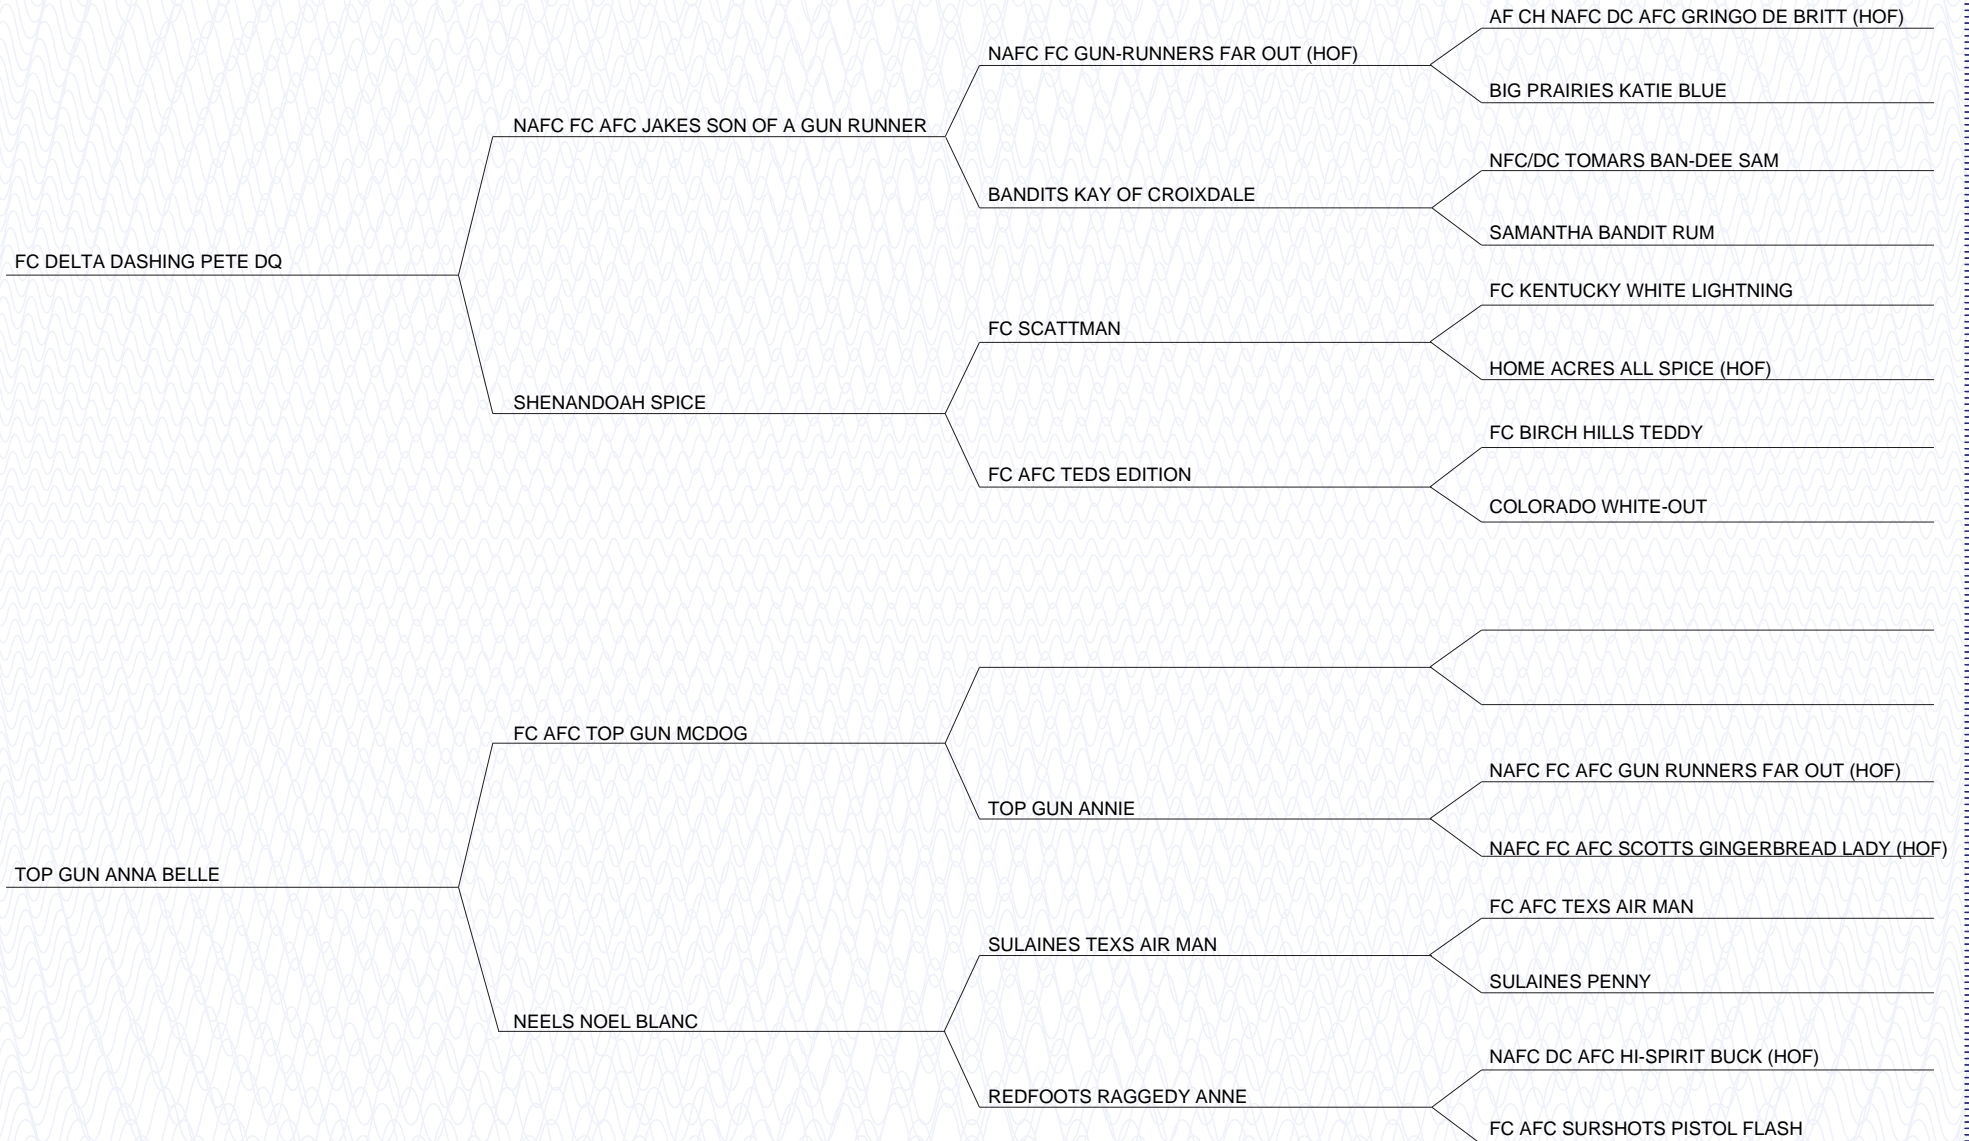 AF CH NAFC DC AFC GRINGO DE BRITT (HOF)
NAFC FC GUN-RUNNERS FAR OUT (HOF)
BIG PRAIRIES KATIE BLUE
NAFC FC AFC JAKES SON OF A GUN RUNNER
NFC/DC TOMARS BAN-DEE SAM
BANDITS KAY OF CROIXDALE
SAMANTHA BANDIT RUM
FC DELTA DASHING PETE DQ
FC KENTUCKY WHITE LIGHTNING
FC SCATTMAN
HOME ACRES ALL SPICE (HOF)
SHENANDOAH SPICE
FC BIRCH HILLS TEDDY
FC AFC TEDS EDITION
COLORADO WHITE-OUT
FC AFC TOP GUN MCDOG
NAFC FC AFC GUN RUNNERS FAR OUT (HOF)
TOP GUN ANNIE
NAFC FC AFC SCOTTS GINGERBREAD LADY (HOF)
TOP GUN ANNA BELLE
FC AFC TEXS AIR MAN
SULAINES TEXS AIR MAN
SULAINES PENNY
NEELS NOEL BLANC
NAFC DC AFC HI-SPIRIT BUCK (HOF)
REDFOOTS RAGGEDY ANNE
FC AFC SURSHOTS PISTOL FLASH